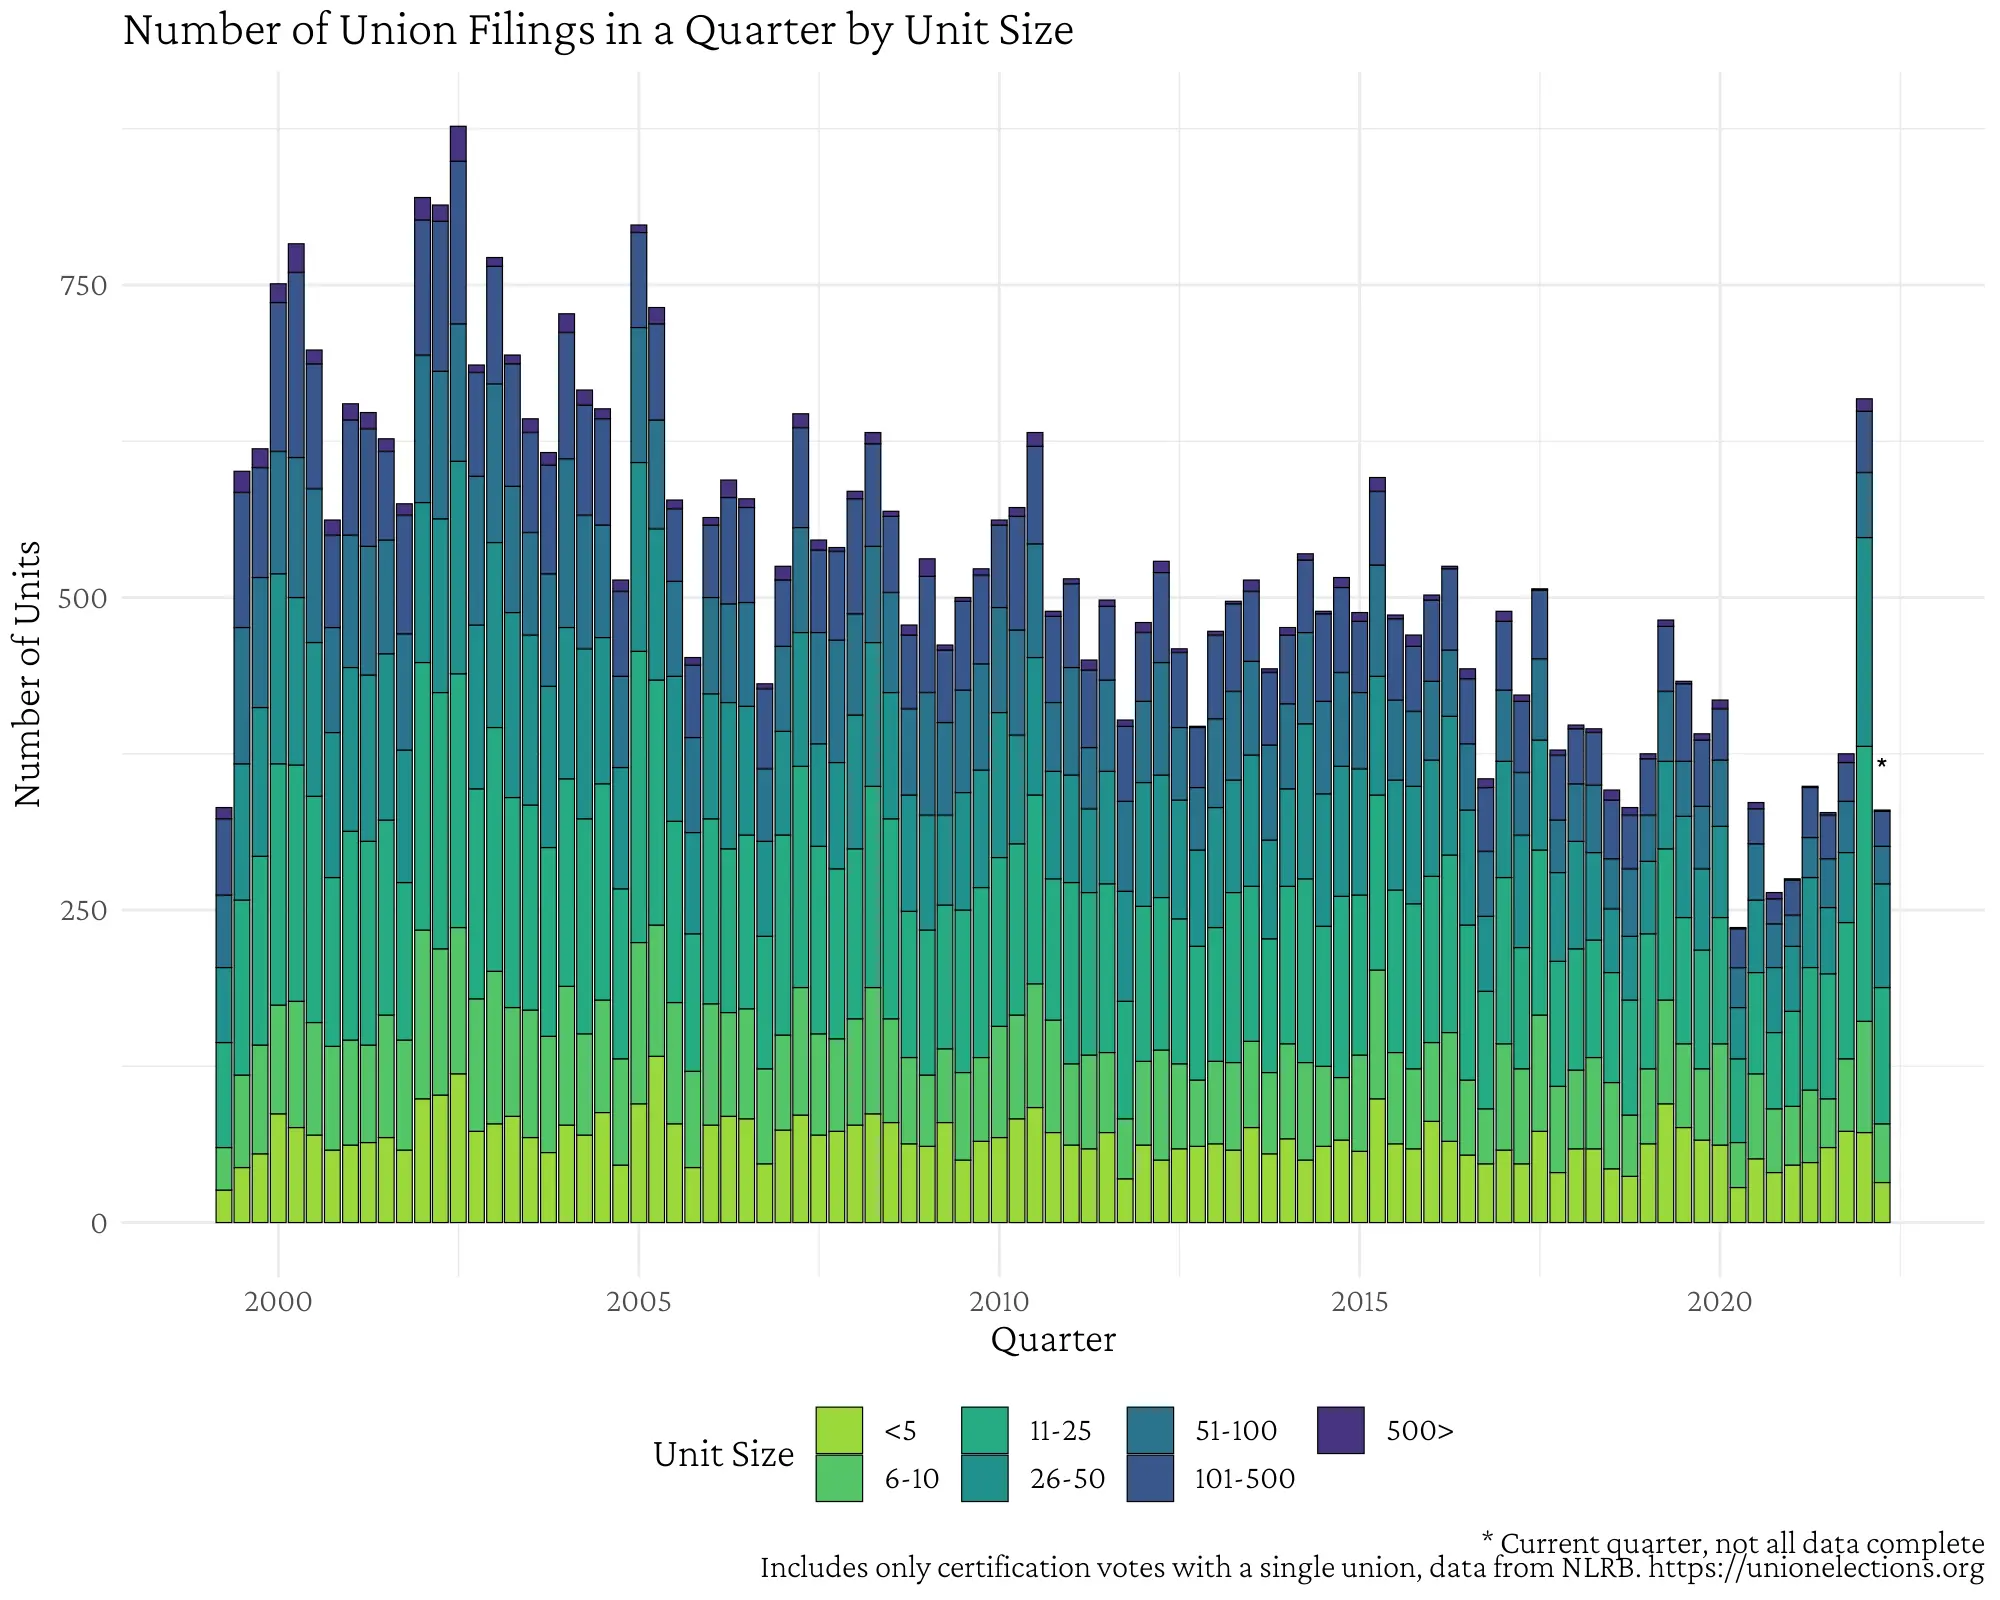 Number of Union Filings in a Quarter by Unit Size
Number of Units
750
500
250
0
*
2000 2005 2010 2015 2020
Quarter
Unit Size
<5 11-25 51-100 500>
6-10 26-50 101-500
* Current quarter, not all data complete
Includes only certification votes with a single union, data from NLRB. https://unionelections.org